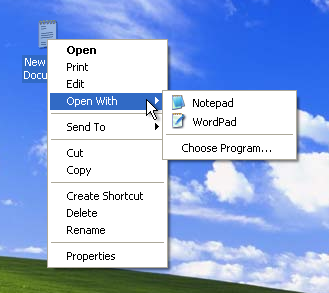 New
Docu
Open
Print
Edit
Open With
Notepad
WordPad
Choose Program...
Send To
Cut
Copy
Create Shortcut
Delete
Rename
Properties